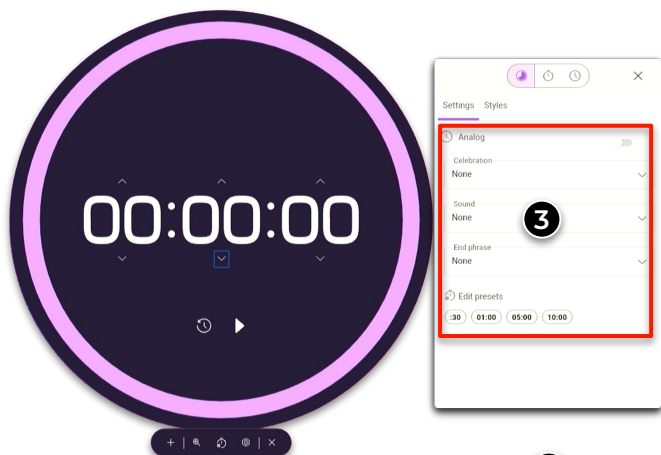 00:00:00
Settings Styles
Analog
Celebration
None
Sound
None
3
End phrase
None
Edit presets
:30 01:00 05:00 10:00